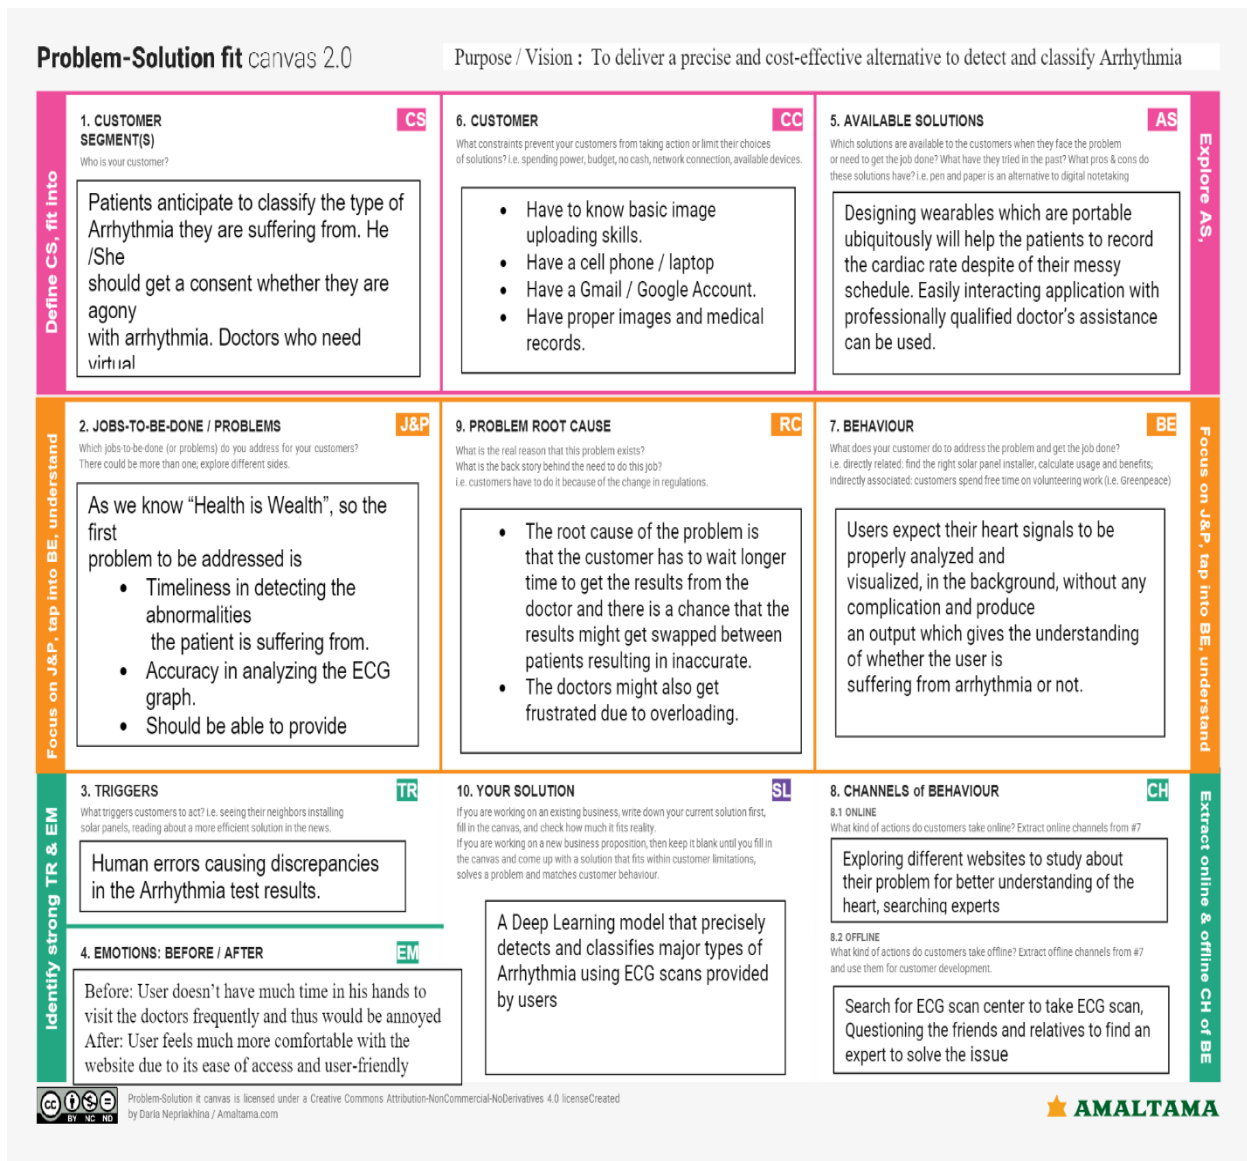 Problem-Solution fit canvas 2.0
Purpose / Vision : To deliver a precise and cost-effective alternative to detect and classify Arrhythmia
Define CS, fit into
1. CUSTOMER
SEGMENT(S)
CS
Who is your customer?
Patients anticipate to classify the type of
Arrhythmia they are suffering from. He
/She
should get a consent whether they are
agony
with arrhythmia. Doctors who need
virtual
6. CUSTOMER
CC
What constraints prevent your customers from taking action or limit their choices
of solutions? i.e. spending power, budget, no cash, network connection, available devices.
• Have to know basic image
uploading skills.
• Have a cell phone / laptop
• Have a Gmail / Google Account.
• Have proper images and medical
records.
5. AVAILABLE SOLUTIONS
AS
Which solutions are available to the customers when they face the problem
or need to get the job done? What have they tried in the past? What pros & cons do
these solutions have? i.e. pen and paper is an alternative to digital notetaking
Designing wearables which are portable
ubiquitously will help the patients to record
the cardiac rate despite of their messy
schedule. Easily interacting application with
professionally qualified doctor's assistance
can be used.
Explore AS,
Focus on J&P, tap into BE, understand
2. JOBS-TO-BE-DONE / PROBLEMS
J&P
Which jobs-to-be-done (or problems) do you address for your customers?
There could be more than one; explore different sides.
As we know “Health is Wealth”, so the
first
problem to be addressed is
• Timeliness in detecting the
abnormalities
the patient is suffering from.
• Accuracy in analyzing the ECG
graph.
• Should be able to provide
9. PROBLEM ROOT CAUSE
RC
What is the real reason that this problem exists?
What is the back story behind the need to do this job?
i.e. customers have to do it because of the change in regulations.
• The root cause of the problem is
that the customer has to wait longer
time to get the results from the
doctor and there is a chance that the
results might get swapped between
patients resulting in inaccurate.
• The doctors might also get
frustrated due to overloading.
7. BEHAVIOUR
BE
What does your customer do to address the problem and get the job done?
i.e. directly related: find the right solar panel installer, calculate usage and benefits;
indirectly associated: customers spend free time on volunteering work (i.e. Greenpeace)
Users expect their heart signals to be
properly analyzed and
visualized, in the background, without any
complication and produce
an output which gives the understanding
of whether the user is
suffering from arrhythmia or not.
Focus on J&P, tap into BE, understand
Identify strong TR & EM
3. TRIGGERS
TR
What triggers customers to act? i.e. seeing their neighbors installing
solar panels, reading about a more efficient solution in the news.
Human errors causing discrepancies
in the Arrhythmia test results.
4. EMOTIONS: BEFORE / AFTER
EM
Before: User doesn't have much time in his hands to
visit the doctors frequently and thus would be annoyed
After: User feels much more comfortable with the
website due to its ease of access and user-friendly
10. YOUR SOLUTION
SL
If you are working on an existing business, write down your current solution first,
fill in the canvas, and check how much it fits reality.
If you are working on a new business proposition, then keep it blank until you fill in
the canvas and come up with a solution that fits within customer limitations,
solves a problem and matches customer behaviour.
A Deep Learning model that precisely
detects and classifies major types of
Arrhythmia using ECG scans provided
by users
8. CHANNELS of BEHAVIOUR
CH
8.1 ONLINE
What kind of actions do customers take online? Extract online channels from #7
Exploring different websites to study about
their problem for better understanding of the
heart, searching experts
8.2 OFFLINE
What kind of actions do customers take offline? Extract offline channels from #7
and use them for customer development.
Search for ECG scan center to take ECG scan,
Questioning the friends and relatives to find an
expert to solve the issue
Extract online & offline CH of BE
CC BY NC ND
Problem-Solution it canvas is licensed under a Creative Commons Attribution-NonCommercial-NoDerivatives 4.0 licenseCreated
by Daria Nepriakhina / Amaltama.com
AMALTAMA